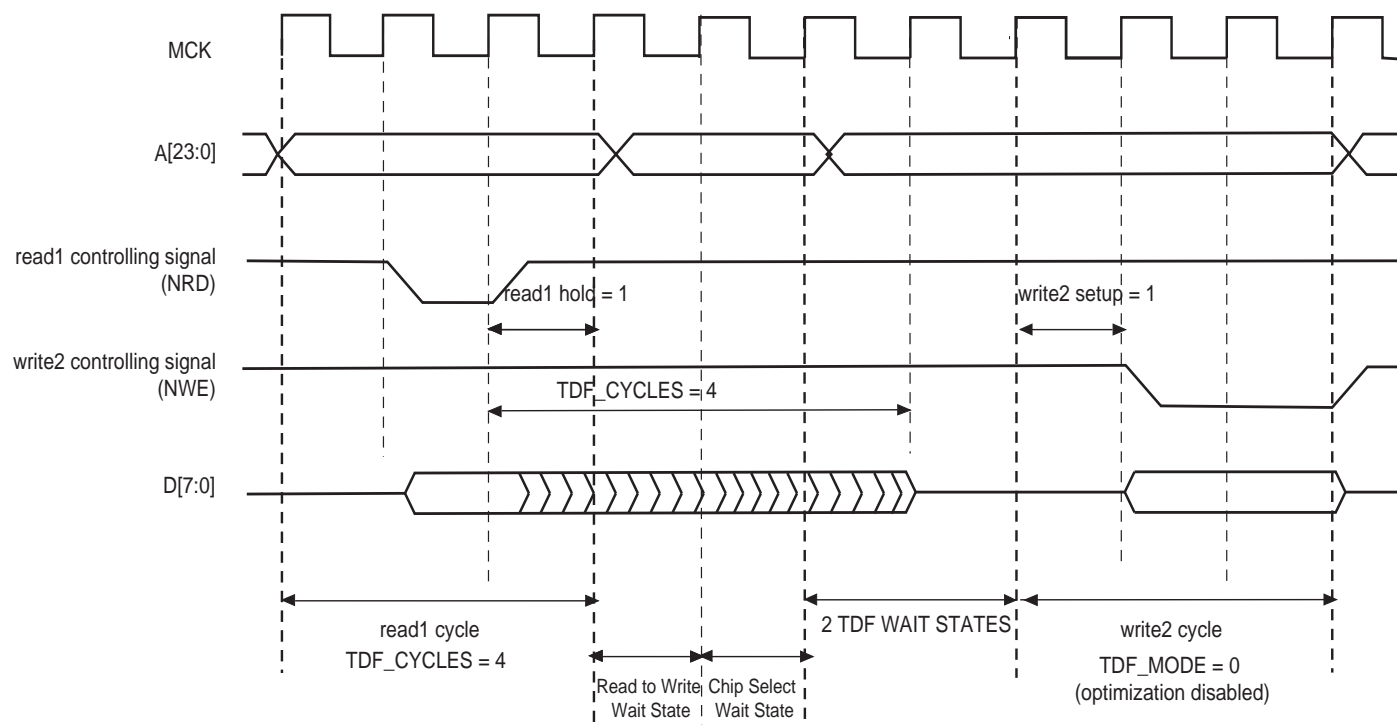 MCK
A[23:0]
read1 controlling signal
(NRD)
read1 hold = 1
write2 setup = 1
write2 controlling signal
(NWE)
TDF_CYCLES = 4
D[7:0]
read1 cycle
TDF_CYCLES = 4
2 TDF WAIT STATES
write2 cycle
TDF_MODE = 0
(optimization disabled)
Read to Write
Wait State
Chip Select
Wait State